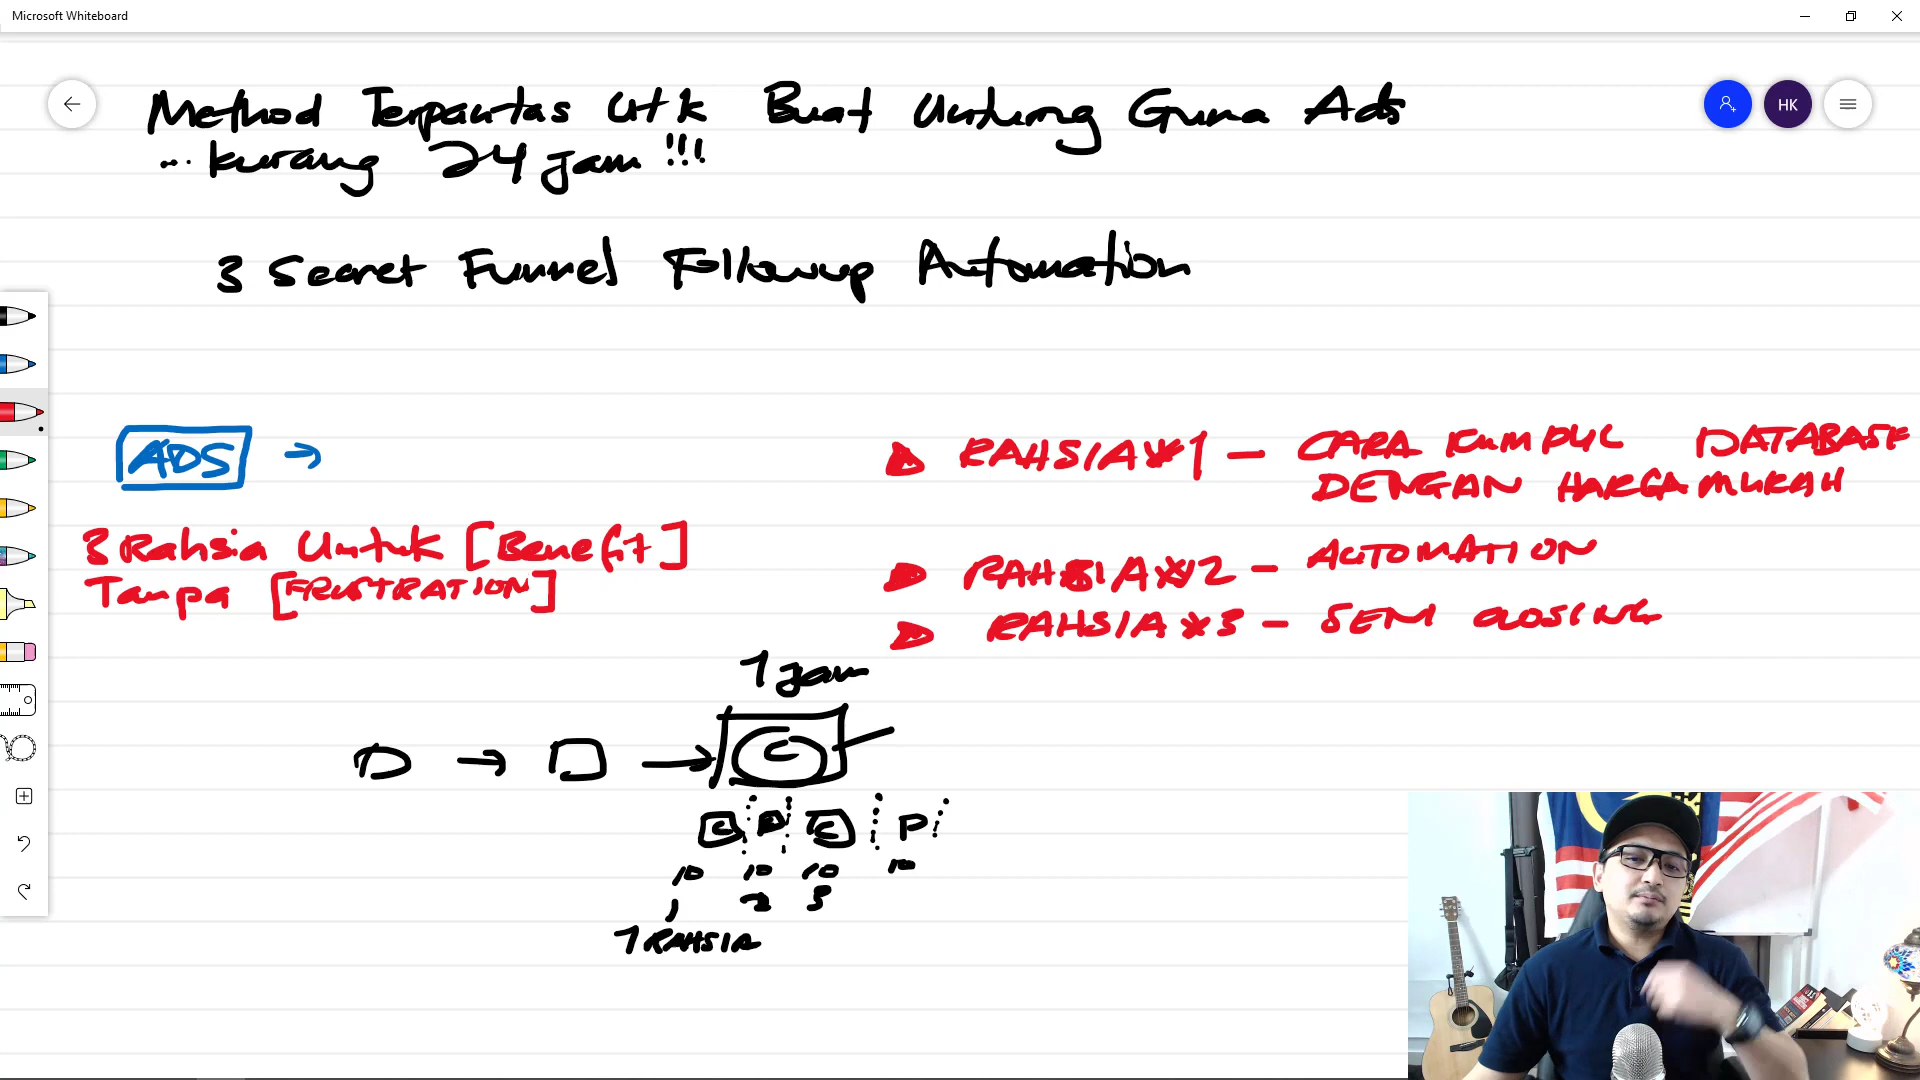 Microsoft Whiteboard
HK
Method Terpantas Utk Buat Untung Guna Ads
... kurang 24 jam !!!
3 Secret Funnel Followup Automation
ADS →
3 Rahsia Untuk [Benefit]
Tanpa [FRUSTRATION]
RAHSIA #1 - CARA KUMPUL DATABASE
DENGAN HARGA MURAH
RAHSIA #2 - AUTOMATION
RAHSIA #3 - SEM CLOSING
1 jam
C
C P C P
10 10 10 10
1 2 3
1 RAHSIA